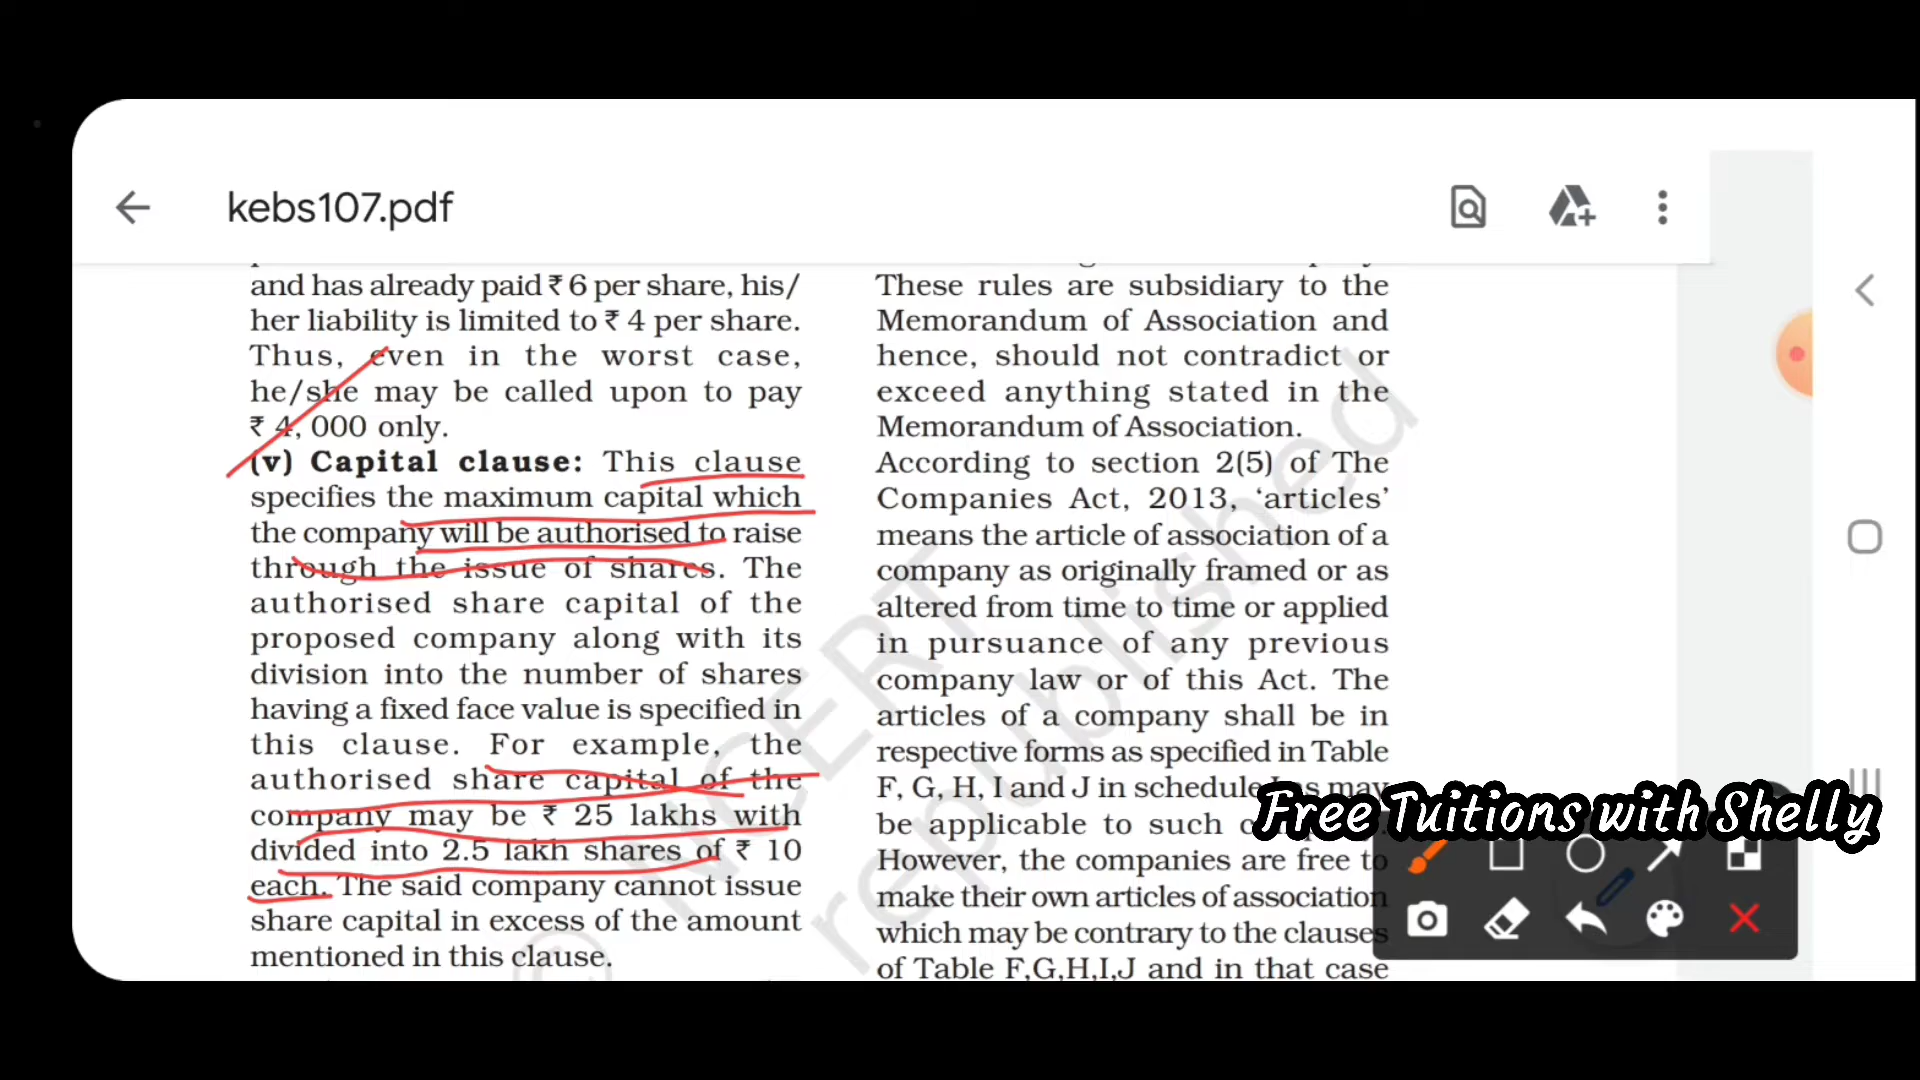 kebs107.pdf
and has already paid ₹ 6 per share, his/
her liability is limited to ₹ 4 per share.
Thus, even in the worst case,
he/she may be called upon to pay
₹ 4, 000 only.
(v) Capital clause: This clause
specifies the maximum capital which
the company will be authorised to raise
through the issue of shares. The
authorised share capital of the
proposed company along with its
division into the number of shares
having a fixed face value is specified in
this clause. For example, the
authorised share capital of the
company may be ₹ 25 lakhs with
divided into 2.5 lakh shares of ₹ 10
each. The said company cannot issue
share capital in excess of the amount
mentioned in this clause.
These rules are subsidiary to the
Memorandum of Association and
hence, should not contradict or
exceed anything stated in the
Memorandum of Association.
According to section 2(5) of The
Companies Act, 2013, ‘articles’
means the article of association of a
company as originally framed or as
altered from time to time or applied
in pursuance of any previous
company law or of this Act. The
articles of a company shall be in
respective forms as specified in Table
F, G, H, I and J in schedule as may
be applicable to such
However, the companies are free to
make their own articles of association
which may be contrary to the clauses
of Table F,G,H,I,J and in that case
© NCERT
republished
Free Tuitions with Shelly